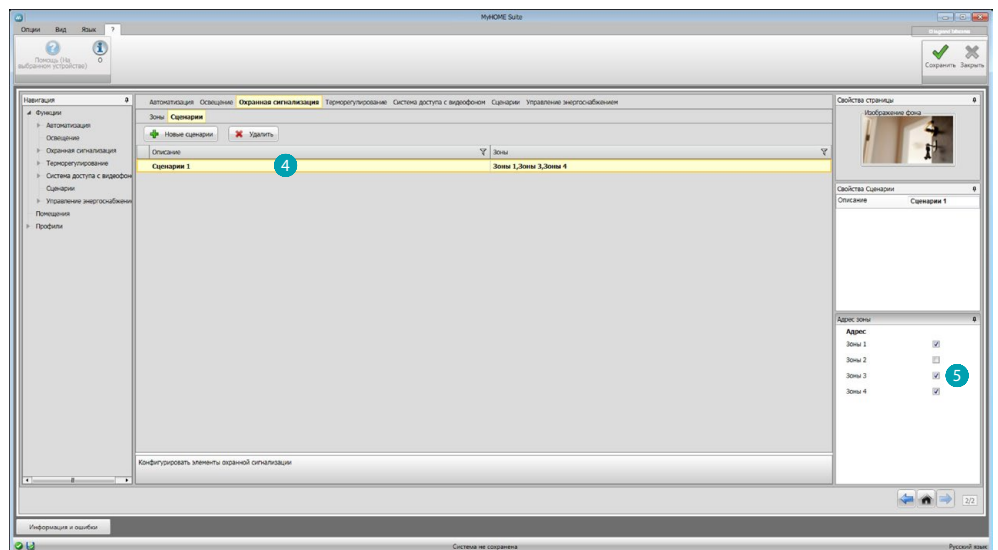 MyHOME Suite
Опции Вид Язык ?
Помощь (На выбранном устройстве)
О
Сохранить Закрыть
Навигация
Функции
Автоматизация
Освещение
Охранная сигнализация
Терморегулирование
Система доступа с видеофон
Сценарии
Управление энергоснабжени
Помещения
Профили
Автоматизация Освещение Охранная сигнализация Терморегулирование Система доступа с видеофоном Сценарии Управление энергоснабжением
Зоны Сценарии
Новые сценарии Удалить
Описание Зоны
Сценарии 1 Зоны 1,Зоны 3,Зоны 4
4
Конфигурировать элементы охранной сигнализации
Свойства страницы
Изображение фона
Свойства Сценарии
Описание Сценарии 1
Адрес зоны
Адрес
Зоны 1
Зоны 2
Зоны 3
5
Зоны 4
2/2
Информация и ошибки
Система не сохранена
Русский язык